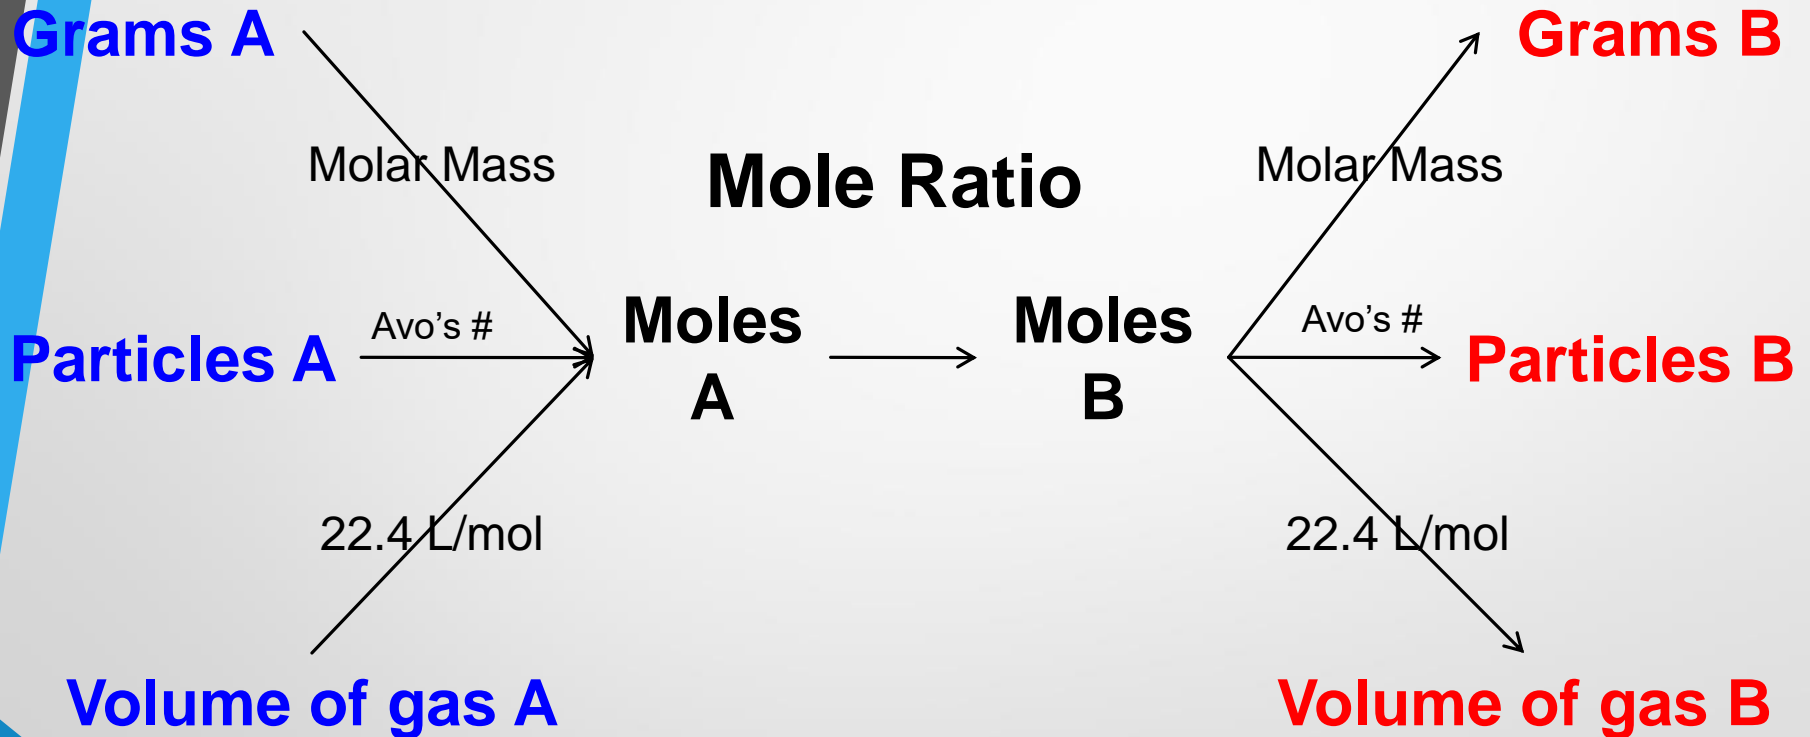 Grams A
Grams B
Molar Mass
Mole Ratio
Molar Mass
Particles A
Avo’s #
Moles
A
Moles
B
Avo’s #
Particles B
22.4 L/mol
22.4 L/mol
Volume of gas A
Volume of gas B